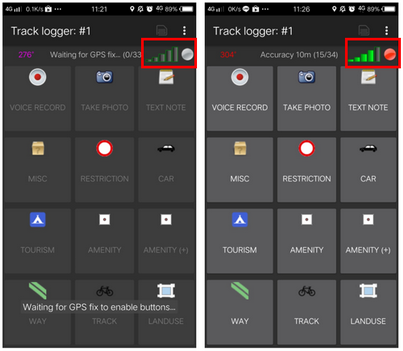 4G 0.1K/s 11:21 4G 89%
Track logger: #1
276° Waiting for GPS fix... (0/33
VOICE RECORD TAKE PHOTO TEXT NOTE
MISC RESTRICTION CAR
TOURISM AMENITY AMENITY (+)
Waiting for GPS fix to enable buttons...
WAY TRACK LANDUSE
4G 0K/s 11:26 4G 89%
Track logger: #1
304° Accuracy 10m (15/34)
VOICE RECORD TAKE PHOTO TEXT NOTE
MISC RESTRICTION CAR
TOURISM AMENITY AMENITY (+)
WAY TRACK LANDUSE